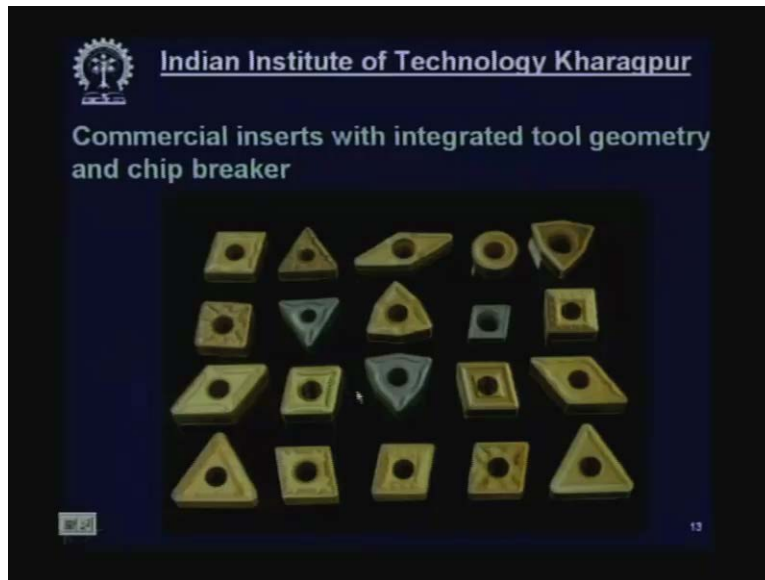 Indian Institute of Technology Kharagpur
Commercial inserts with integrated tool geometry
and chip breaker
13